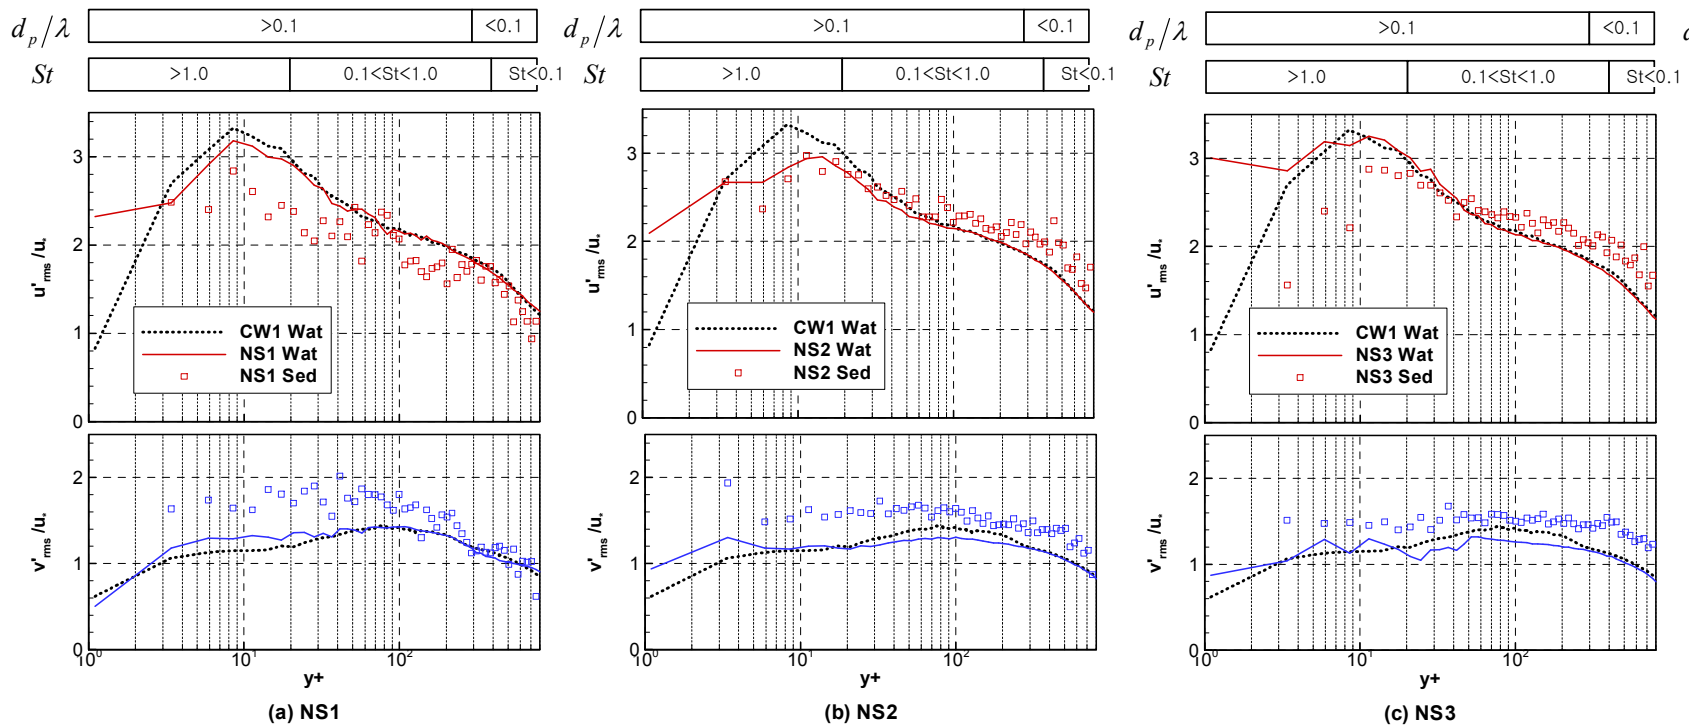 d_p/λ
>0.1
<0.1
St
>1.0
0.1<St<1.0
St<0.1
3
2
1
0
u'rms /u*
CW1 Wat
NS1 Wat
NS1 Sed
2
1
0
v'rms /u*
10^0
10^1
10^2
y+
(a) NS1
d_p/λ
>0.1
<0.1
St
>1.0
0.1<St<1.0
St<0.1
3
2
1
0
u'rms /u*
CW1 Wat
NS2 Wat
NS2 Sed
2
1
0
v'rms /u*
10^0
10^1
10^2
y+
(b) NS2
d_p/λ
>0.1
<0.1
St
>1.0
0.1<St<1.0
St<0.1
3
2
1
0
u'rms /u*
CW1 Wat
NS3 Wat
NS3 Sed
2
1
0
v'rms /u*
10^0
10^1
10^2
y+
(c) NS3